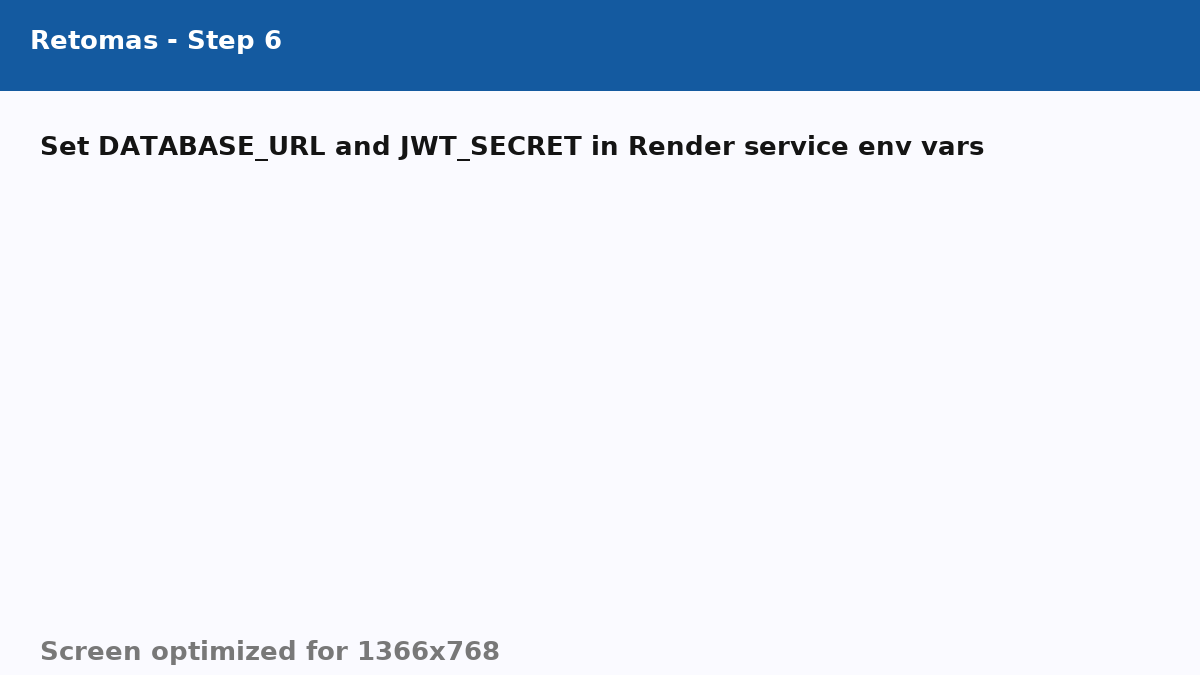 Retomas - Step 6
Set DATABASE_URL and JWT_SECRET in Render service env vars
Screen optimized for 1366x768